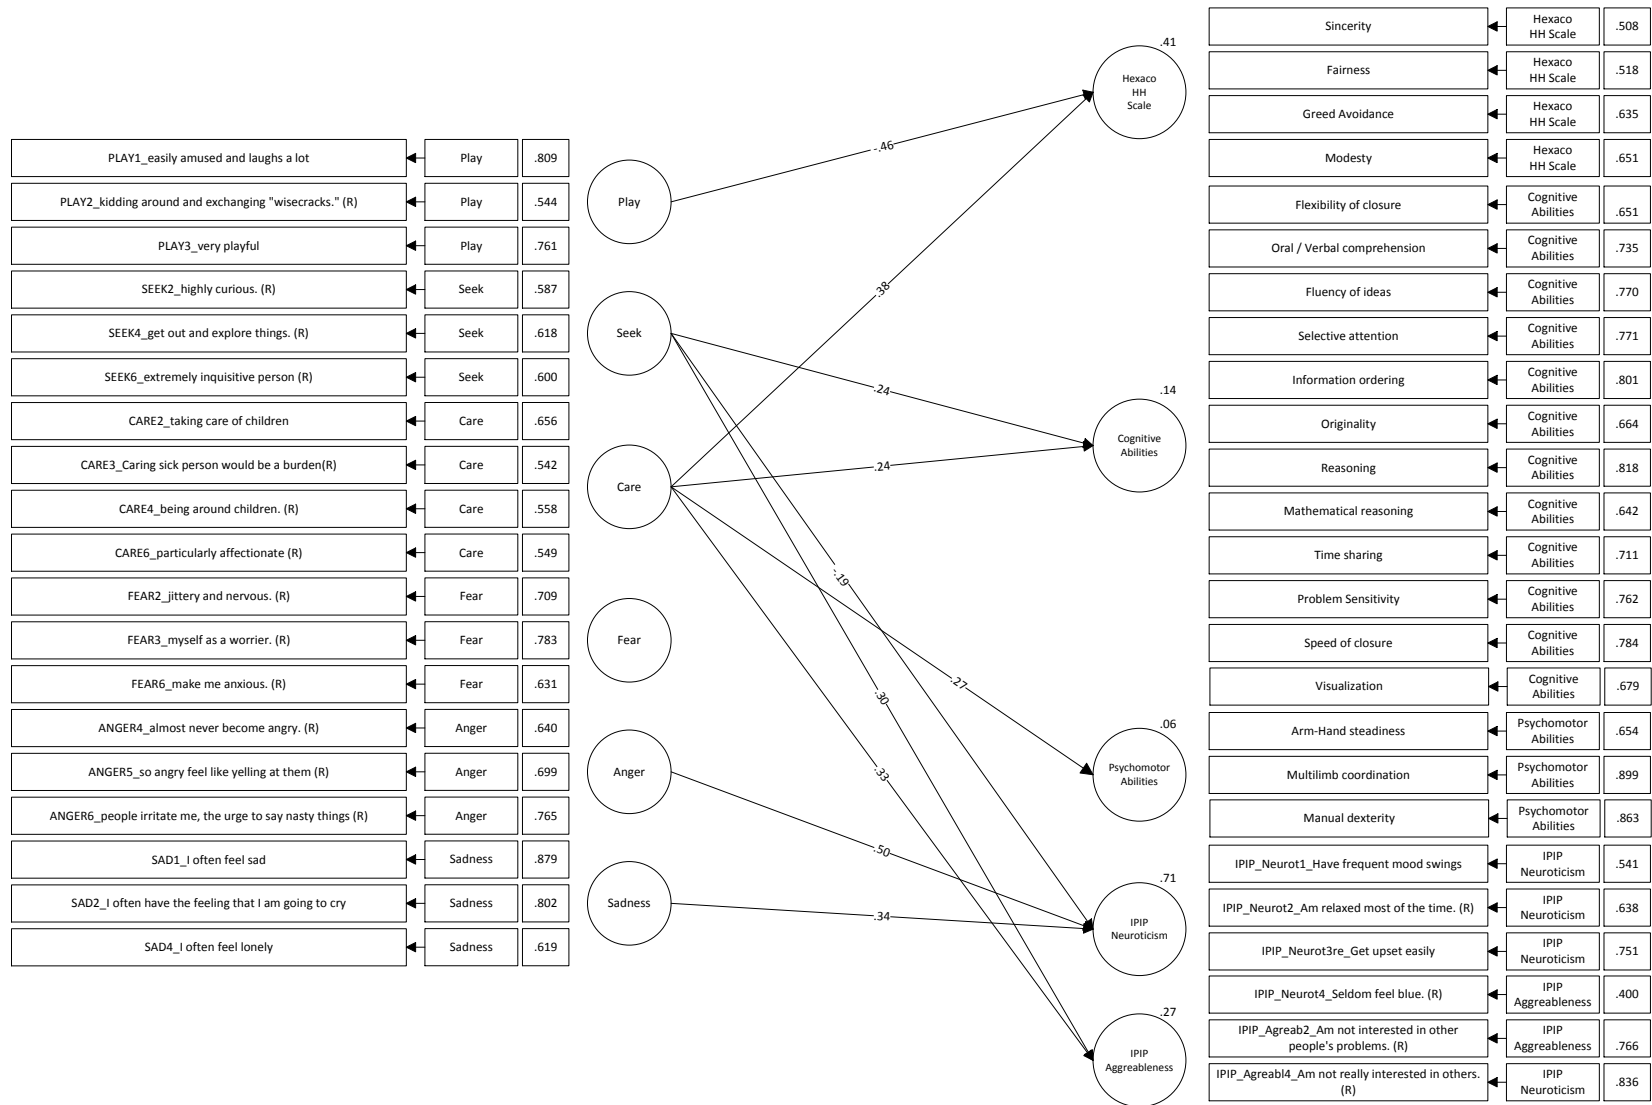 PLAY1_easily amused and laughs a lot
Play
.809
PLAY2_kidding around and exchanging "wisecracks." (R)
Play
.544
PLAY3_very playful
Play
.761
SEEK2_highly curious. (R)
Seek
.587
SEEK4_get out and explore things. (R)
Seek
.618
SEEK6_extremely inquisitive person (R)
Seek
.600
CARE2_taking care of children
Care
.656
CARE3_Caring sick person would be a burden(R)
Care
.542
CARE4_being around children. (R)
Care
.558
CARE6_particularly affectionate (R)
Care
.549
FEAR2_jittery and nervous. (R)
Fear
.709
FEAR3_myself as a worrier. (R)
Fear
.783
FEAR6_make me anxious. (R)
Fear
.631
ANGER4_almost never become angry. (R)
Anger
.640
ANGER5_so angry feel like yelling at them (R)
Anger
.699
ANGER6_people irritate me, the urge to say nasty things (R)
Anger
.765
SAD1_I often feel sad
Sadness
.879
SAD2_I often have the feeling that I am going to cry
Sadness
.802
SAD4_I often feel lonely
Sadness
.619
Play
Seek
Care
Fear
Anger
Sadness
-.46
.38
.24
.24
-.19
.30
.27
.33
.50
.34
.41
Hexaco
HH
Scale
.14
Cognitive
Abilities
.06
Psychomotor
Abilities
.71
IPIP
Neuroticism
.27
IPIP
Aggreableness
Sincerity
Hexaco
HH Scale
.508
Fairness
Hexaco
HH Scale
.518
Greed Avoidance
Hexaco
HH Scale
.635
Modesty
Hexaco
HH Scale
.651
Flexibility of closure
Cognitive
Abilities
.651
Oral / Verbal comprehension
Cognitive
Abilities
.735
Fluency of ideas
Cognitive
Abilities
.770
Selective attention
Cognitive
Abilities
.771
Information ordering
Cognitive
Abilities
.801
Originality
Cognitive
Abilities
.664
Reasoning
Cognitive
Abilities
.818
Mathematical reasoning
Cognitive
Abilities
.642
Time sharing
Cognitive
Abilities
.711
Problem Sensitivity
Cognitive
Abilities
.762
Speed of closure
Cognitive
Abilities
.784
Visualization
Cognitive
Abilities
.679
Arm-Hand steadiness
Psychomotor
Abilities
.654
Multilimb coordination
Psychomotor
Abilities
.899
Manual dexterity
Psychomotor
Abilities
.863
IPIP_Neurot1_Have frequent mood swings
IPIP
Neuroticism
.541
IPIP_Neurot2_Am relaxed most of the time. (R)
IPIP
Neuroticism
.638
IPIP_Neurot3re_Get upset easily
IPIP
Neuroticism
.751
IPIP_Neurot4_Seldom feel blue. (R)
IPIP
Aggreableness
.400
IPIP_Agreab2_Am not interested in other
people's problems. (R)
IPIP
Aggreableness
.766
IPIP_Agreabl4_Am not really interested in others.
(R)
IPIP
Neuroticism
.836